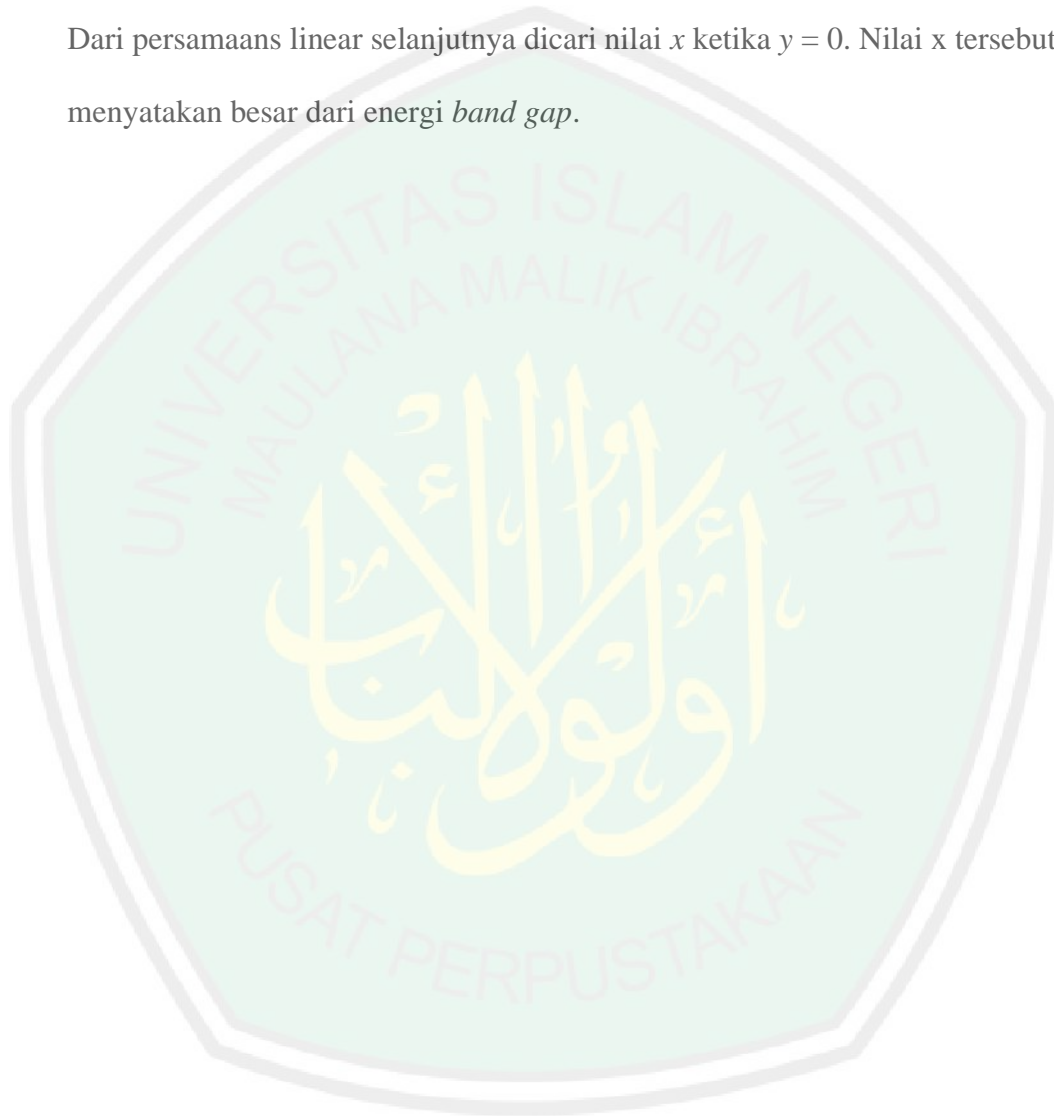 Dari persamaans linear selanjutnya dicari nilai x ketika y = 0. Nilai x tersebut
menyatakan besar dari energi band gap.
UNIVERSITAS ISLAM NEGERI
MAULANA MALIK IBRAHIM
PUSAT PERPUSTAKAAN